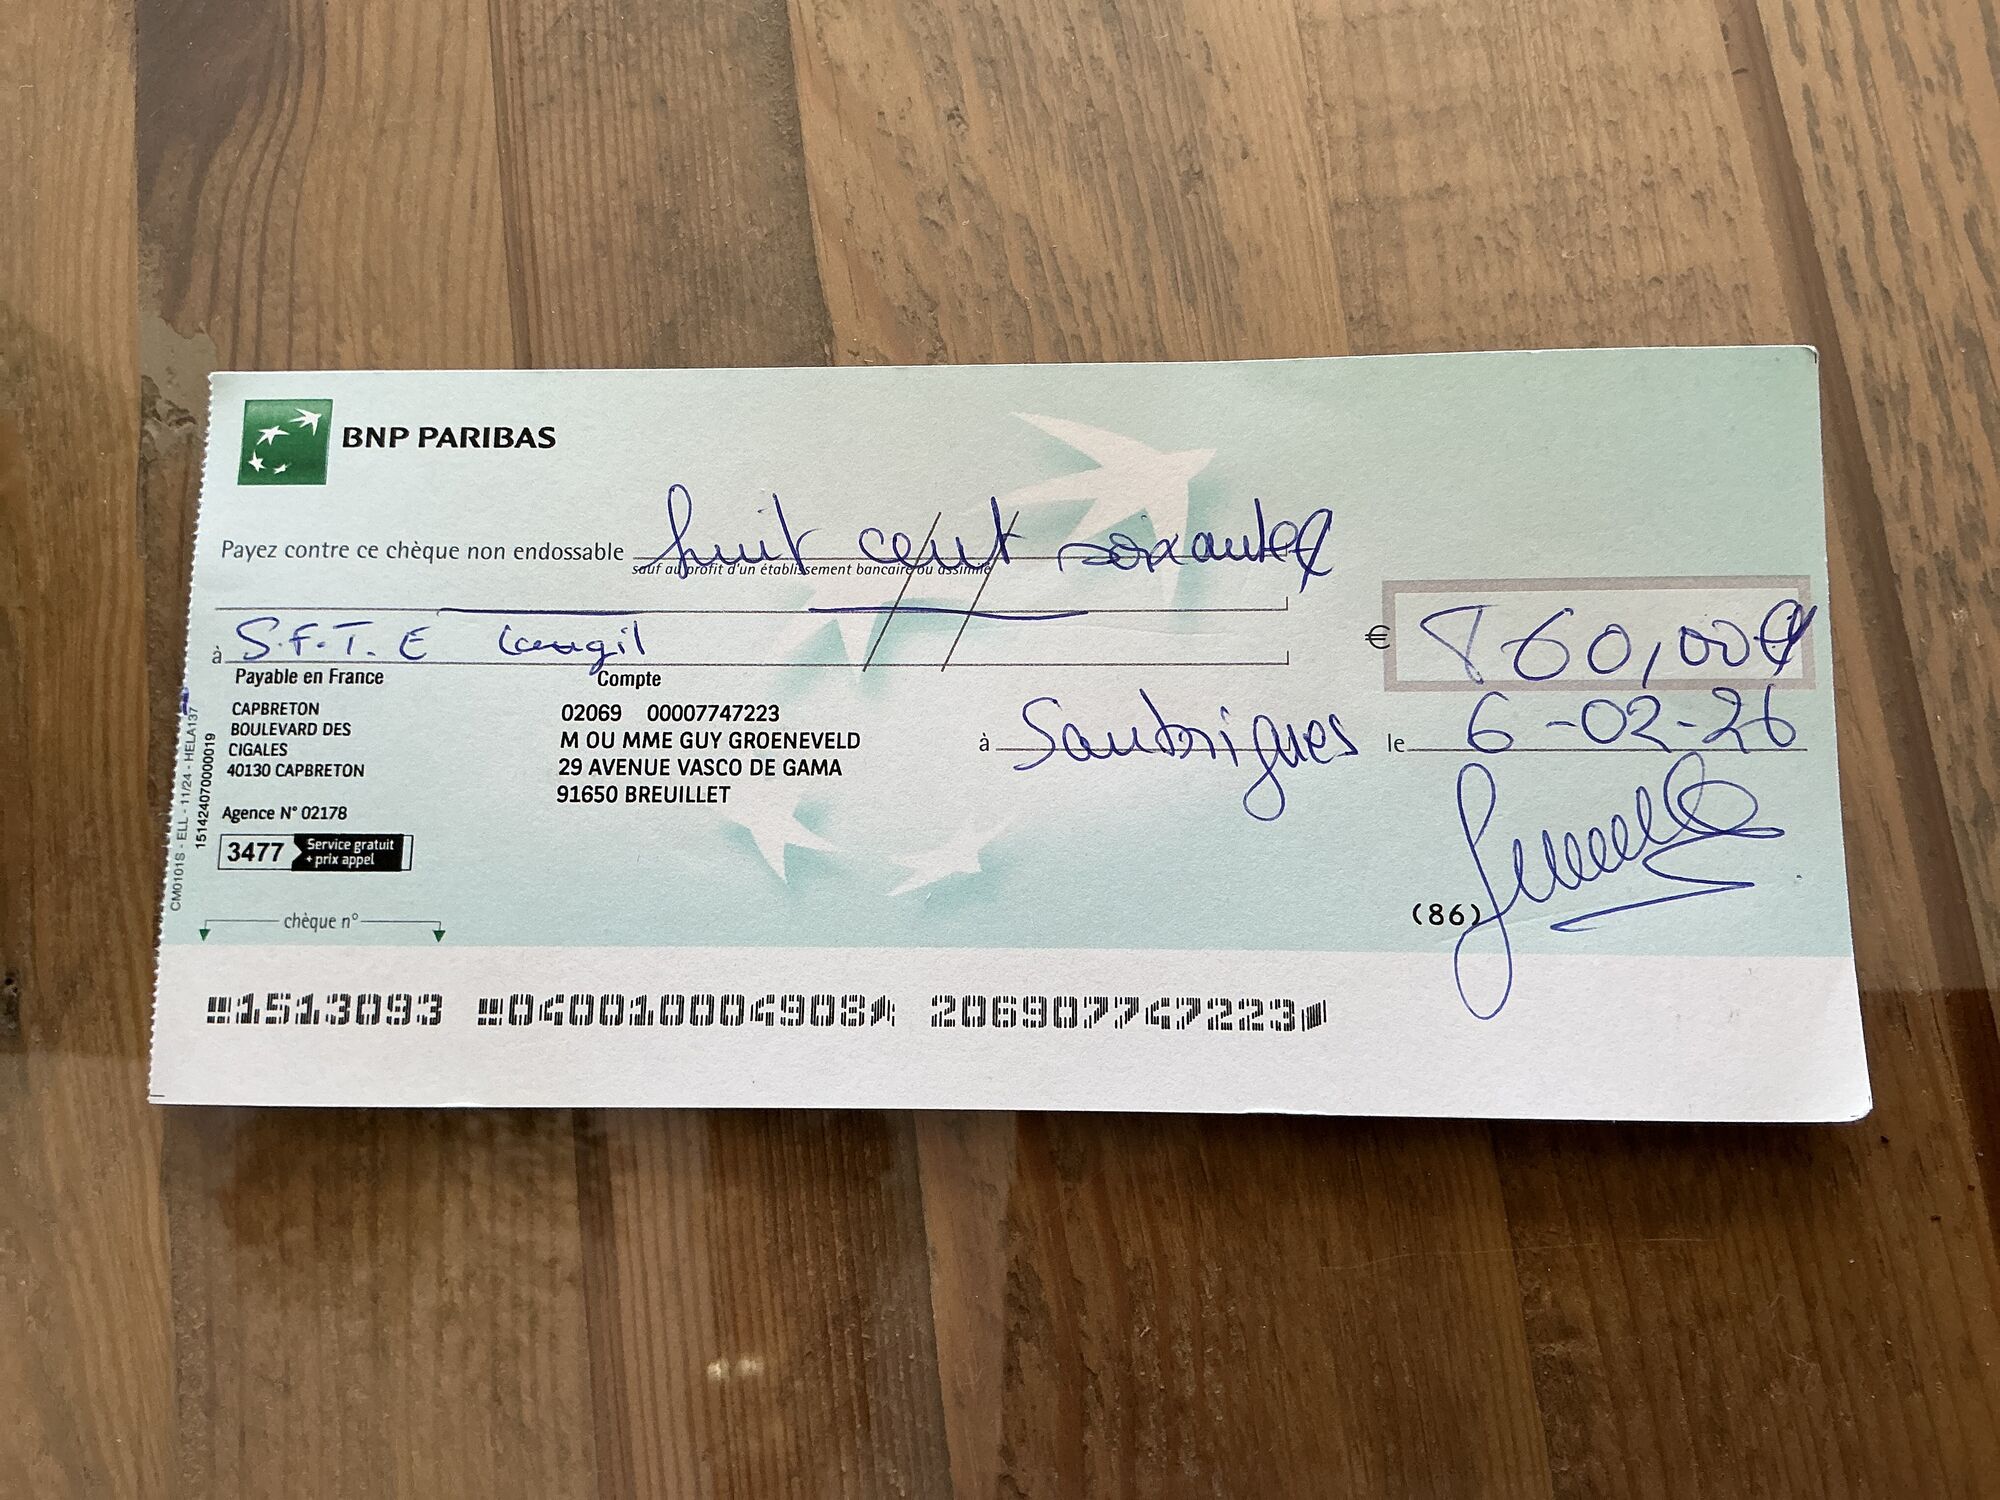 BNP PARIBAS
Payez contre ce chèque non endossable huit cent soixante €
sauf au profit d'un établissement bancaire ou assimilé
€ 860,00€
à S.F.T.E
Payable en France
Compte
CAPBRETON
BOULEVARD DES
CIGALES
40130 CAPBRETON
02069 00007747223
M OU MME GUY GROENEVELD
29 AVENUE VASCO DE GAMA
91650 BREUILLET
à Saubrigues le 6-02-26
Agence N° 02178
3477 Service gratuit
+ prix appel
(86)
chèque n°
1513093 040010004908 206907747223
CM0101S - ELL - 11/24 - HELA137
1514240700000019